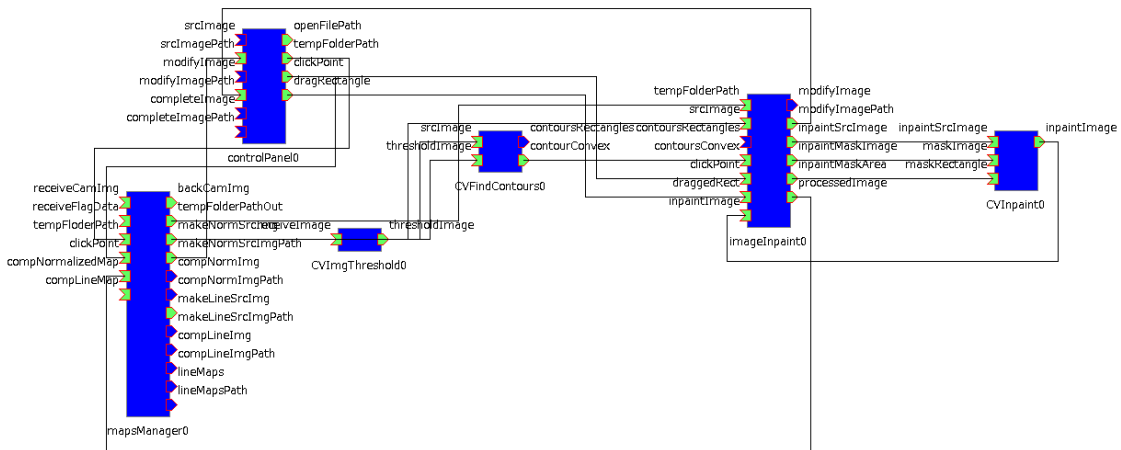 srcImage
srcImagePath
modifyImage
modifyImagePath
completeImage
completeImagePath
openFilePath
tempFolderPath
clickPoint
dragRectangle
controlPanel0
receiveCamImg
receiveFlagData
tempFloderPath
clickPoint
compNormalizedMap
compLineMap
backCamImg
tempFolderPathOut
makeNormSrcImg
makeNormSrcImgPath
compNormImg
compNormImgPath
makeLineSrcImg
makeLineSrcImgPath
compLineImg
compLineImgPath
lineMaps
lineMapsPath
mapsManager0
receiveImage
thresholdImage
CVImgThreshold0
srcImage
thresholdImage
contoursRectangles
contourConvex
CVFindContours0
tempFolderPath
srcImage
contoursRectangles
contoursConvex
clickPoint
draggedRect
inpaintImage
modifyImage
modifyImagePath
inpaintSrcImage
inpaintMaskImage
inpaintMaskArea
processedImage
imageInpaint0
inpaintSrcImage
maskImage
maskRectangle
inpaintImage
CVInpaint0